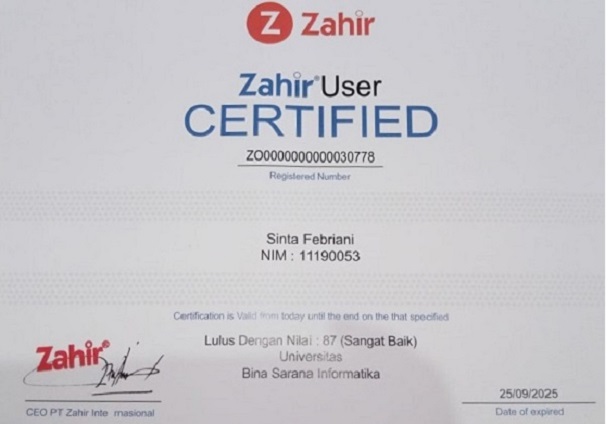 Z Zahir
Zahir® User
CERTIFIED
ZO0000000000030778
Registered Number
Sinta Febriani
NIM : 11190053
Certification is Valid from today until the end on the that specified
Lulus Dengan Nilai : 87 (Sangat Baik)
Universitas
Bina Sarana Informatika
Zahir®
CEO PT Zahir Inte rnasional
25/09/2025
Date of expired